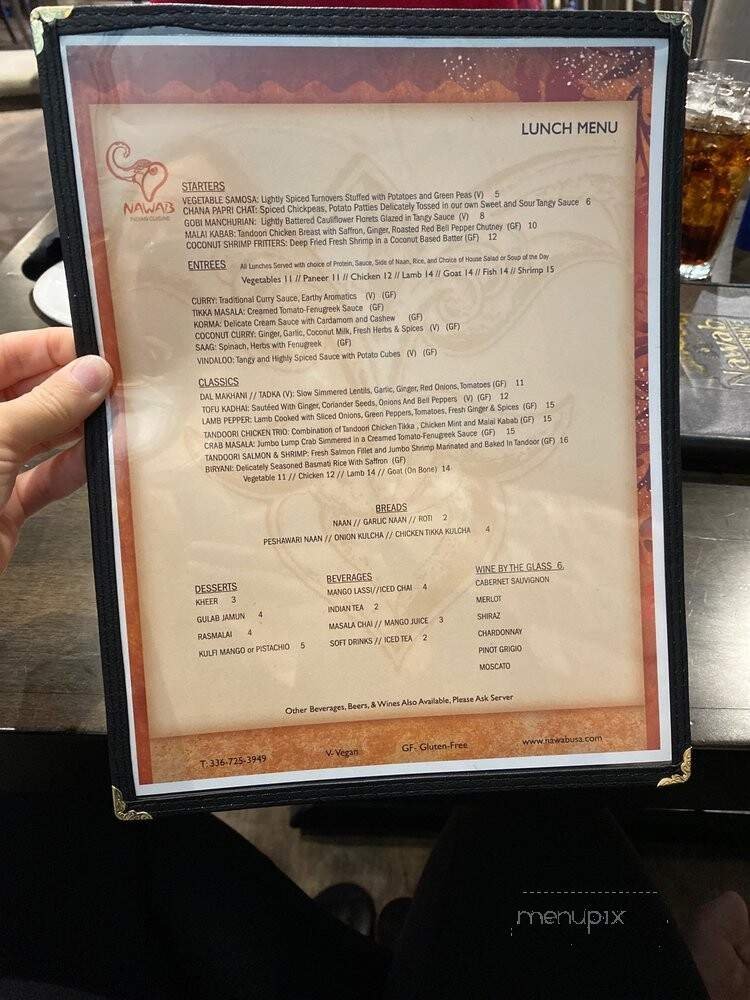 LUNCH MENU
NAWAB
INDIAN CUISINE
STARTERS
VEGETABLE SAMOSA: Lightly Spiced Turnovers Stuffed with Potatoes and Green Peas (V) 5
CHANA PAPRI CHAT: Spiced Chickpeas, Potato Patties Delicately Tossed in our own Sweet and Sour Tangy Sauce 6
GOBI MANCHURIAN: Lightly Battered Cauliflower Florets Glazed in Tangy Sauce (V) 8
MALAI KABAB: Tandoori Chicken Breast with Saffron, Ginger, Roasted Red Bell Pepper Chutney (GF) 10
COCONUT SHRIMP FRITTERS: Deep Fried Fresh Shrimp in a Coconut Based Batter (GF) 12
ENTREES All Lunches Served with choice of Protein, Sauce, Side of Naan, Rice, and Choice of House Salad or Soup of the Day
Vegetables 11 // Paneer 11 // Chicken 12 // Lamb 14 // Goat 14 // Fish 14 // Shrimp 15
CURRY: Traditional Curry Sauce, Earthy Aromatics (V) (GF)
TIKKA MASALA: Creamed Tomato-Fenugreek Sauce (GF)
KORMA: Delicate Cream Sauce with Cardamom and Cashew (GF)
COCONUT CURRY: Ginger, Garlic, Coconut Milk, Fresh Herbs & Spices (V) (GF)
SAAG: Spinach, Herbs with Fenugreek (GF)
VINDALOO: Tangy and Highly Spiced Sauce with Potato Cubes (V) (GF)
CLASSICS
DAL MAKHANI // TADKA (V): Slow Simmered Lentils, Garlic, Ginger, Red Onions, Tomatoes (GF) 11
TOFU KADHAI: Sautéed With Ginger, Coriander Seeds, Onions And Bell Peppers (V) (GF) 12
LAMB PEPPER: Lamb Cooked with Sliced Onions, Green Peppers, Tomatoes, Fresh Ginger & Spices (GF) 15
TANDOORI CHICKEN TRIO: Combination of Tandoori Chicken Tikka , Chicken Mint and Malai Kabab (GF) 15
CRAB MASALA: Jumbo Lump Crab Simmered in a Creamed Tomato-Fenugreek Sauce (GF) 15
TANDOORI SALMON & SHRIMP: Fresh Salmon Fillet and Jumbo Shrimp Marinated and Baked In Tandoor (GF) 16
BIRYANI: Delicately Seasoned Basmati Rice With Saffron (GF)
Vegetable 11 // Chicken 12 // Lamb 14 // Goat (On Bone) 14
BREADS
NAAN // GARLIC NAAN // ROTI 2
PESHAWARI NAAN // ONION KULCHA // CHICKEN TIKKA KULCHA 4
DESSERTS
KHEER 3
GULAB JAMUN 4
RASMALAI 4
KULFI MANGO or PISTACHIO 5
BEVERAGES
MANGO LASSI//ICED CHAI 4
INDIAN TEA 2
MASALA CHAI // MANGO JUICE 3
SOFT DRINKS // ICED TEA 2
WINE BY THE GLASS 6.
CABERNET SAUVIGNON
MERLOT
SHIRAZ
CHARDONNAY
PINOT GRIGIO
MOSCATO
Other Beverages, Beers, & Wines Also Available, Please Ask Server
T: 336-725-3949
V- Vegan
GF- Gluten-Free
www.nawabusa.com
Nawab
menupix